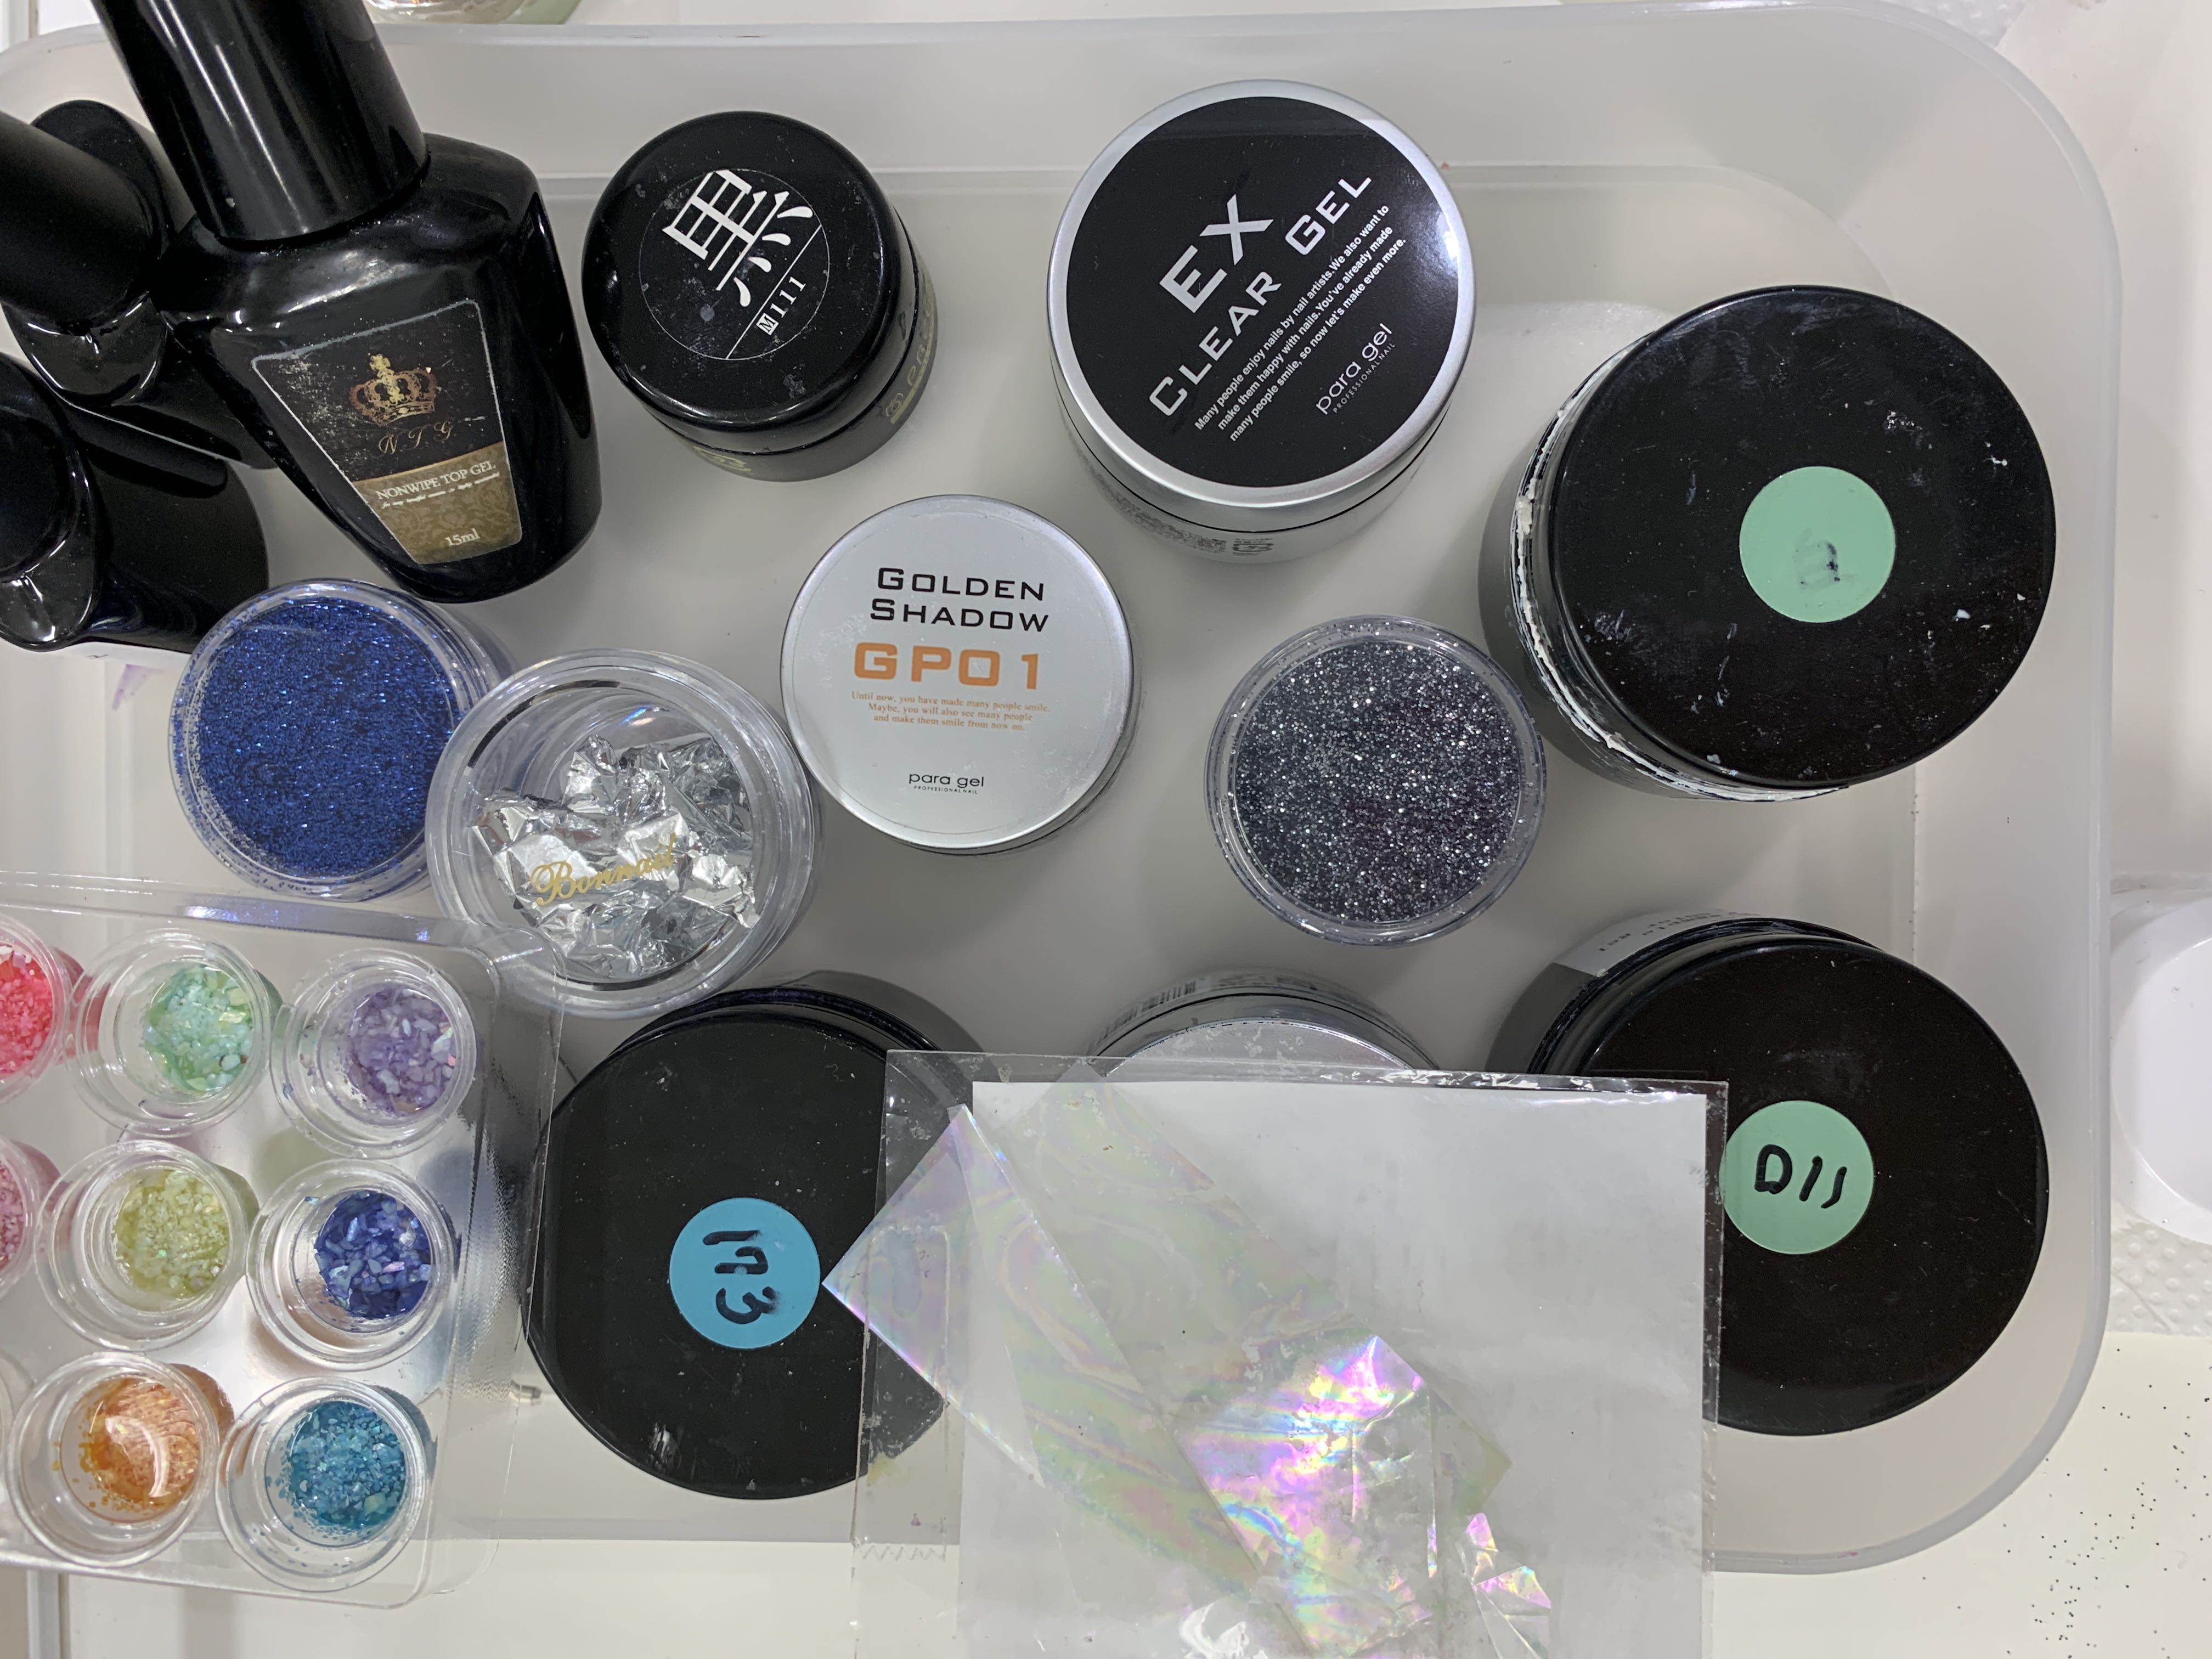 N.T.G
NONWIPE TOP GEL
15ml
黒
M111
EX
CLEAR GEL
Many people enjoy nails by nail artists. We also want to
make them happy with nails. You've already made
many people smile, so now let's make even more.
para gel
PROFESSIONAL NAIL
GOLDEN
SHADOW
GP01
Until now, you have made many people smile.
Maybe, you will also see many people
and make them smile from now on.
para gel
PROFESSIONAL NAIL
Bonnail
M3
D11